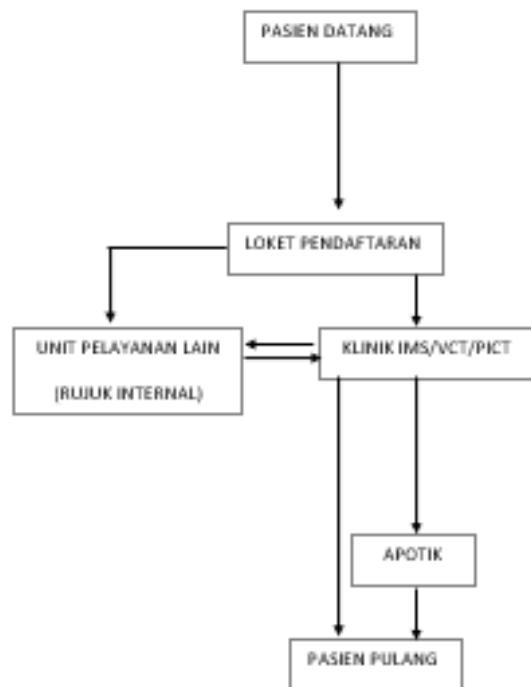 PASIEN DATANG
LOKET PENDAFTARAN
UNIT PELAYANAN LAIN
(RUJUK INTERNAL)
KLINIK IMS/VCT/PICT
APOTIK
PASIEN PULANG